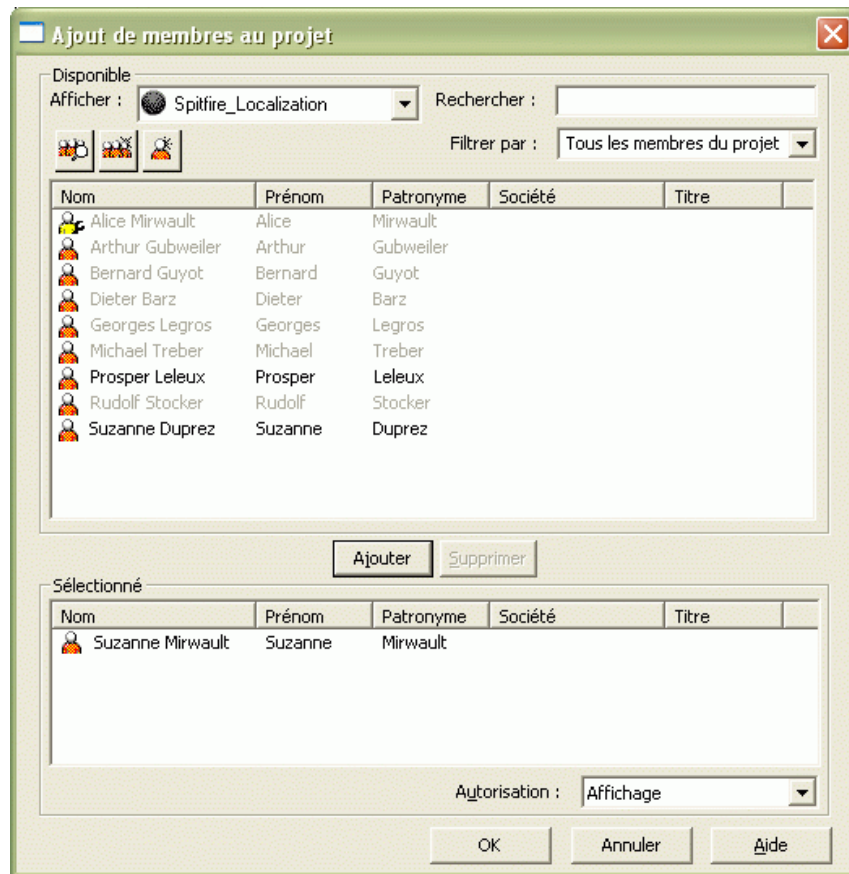 Ajout de membres au projet
Disponible
Afficher : Spitfire_Localization Rechercher :
Filtrer par : Tous les membres du projet
Nom Prénom Patronyme Société Titre
Alice Mirwault Alice Mirwault
Arthur Gubweiler Arthur Gubweiler
Bernard Guyot Bernard Guyot
Dieter Barz Dieter Barz
Georges Legros Georges Legros
Michael Treber Michael Treber
Prosper Leleux Prosper Leleux
Rudolf Stocker Rudolf Stocker
Suzanne Duprez Suzanne Duprez
Ajouter Supprimer
Sélectionné
Nom Prénom Patronyme Société Titre
Suzanne Mirwault Suzanne Mirwault
Autorisation : Affichage
OK Annuler Aide